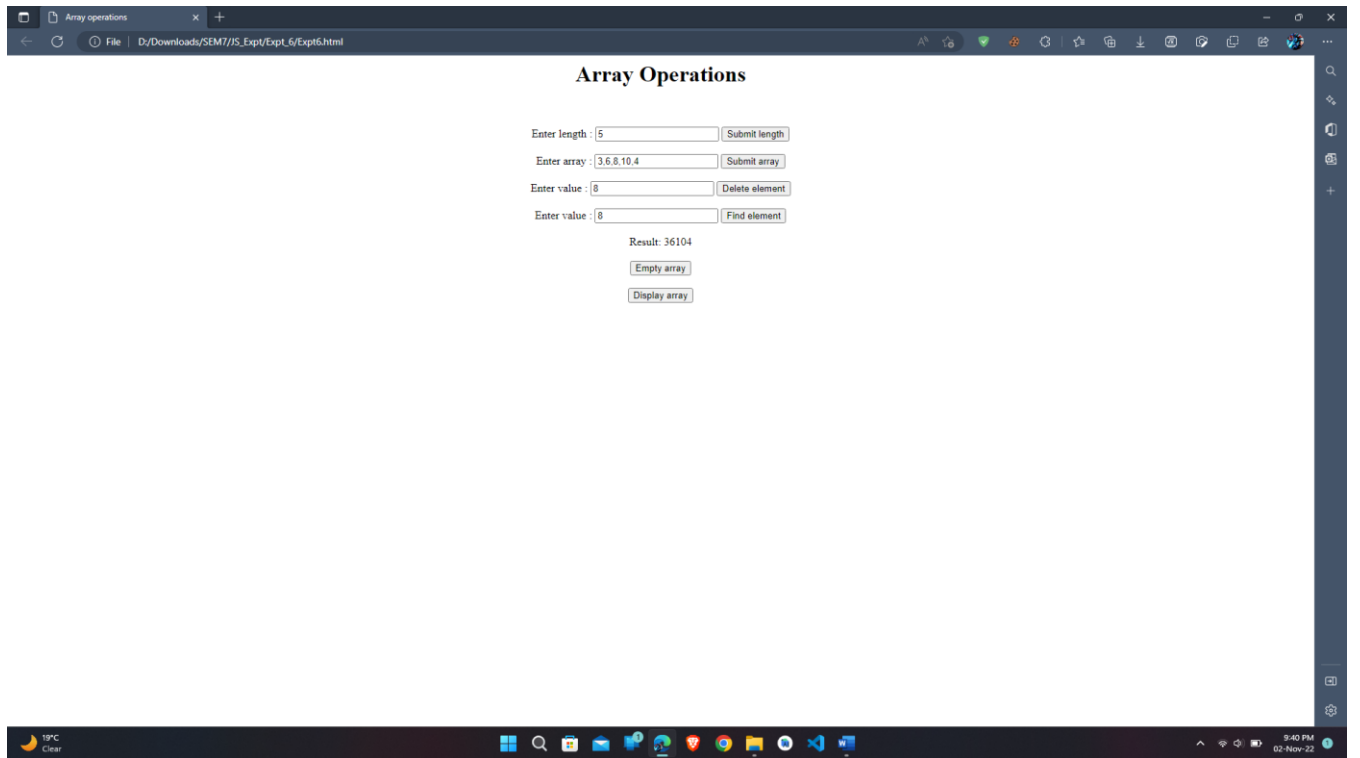 Array operations
File D:/Downloads/SEM7/JS_Expt/Expt_6/Expt6.html
Array Operations
Enter length : 5 Submit length
Enter array : 3,6,8,10,4 Submit array
Enter value : 8 Delete element
Enter value : 8 Find element
Result: 36104
Empty array
Display array
19°C
Clear
9:40 PM
02-Nov-22